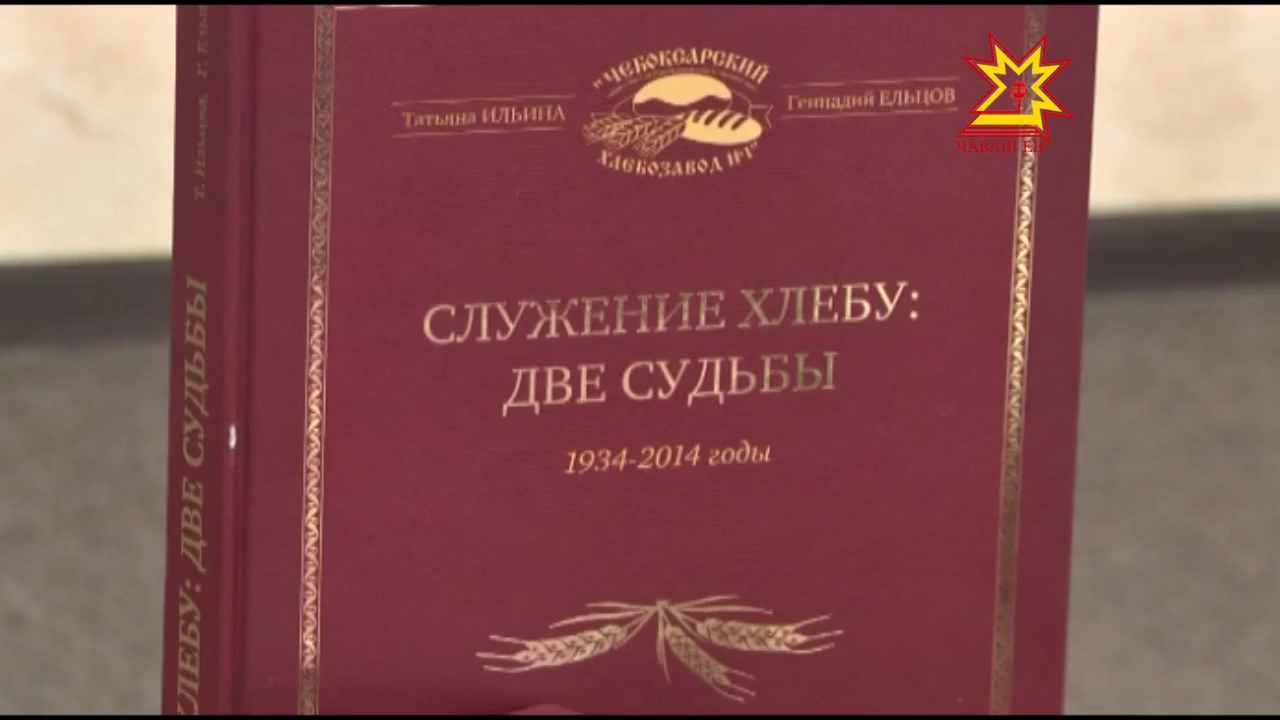 "ЧЕБОКСАРСКИЙ
Татьяна ИЛЬИНА
Геннадий ЕЛЬЦОВ
ХЛЕБОЗАВОД №1"
ЧӐВАШ ЕН
СЛУЖЕНИЕ ХЛЕБУ:
ДВЕ СУДЬБЫ
1934-2014 годы
Т. Ильина, Г.
ХЛЕБУ: ДВЕ СУДЬБЫ